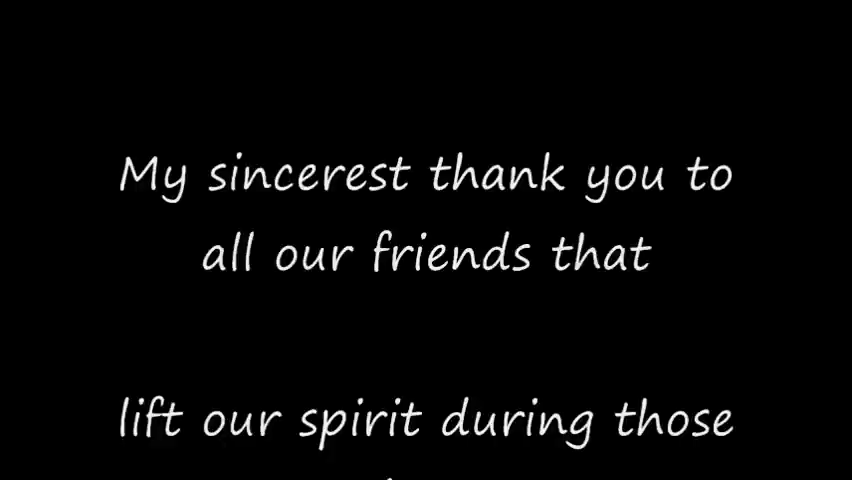 My sincerest thank you to
all our friends that
lift our spirit during those